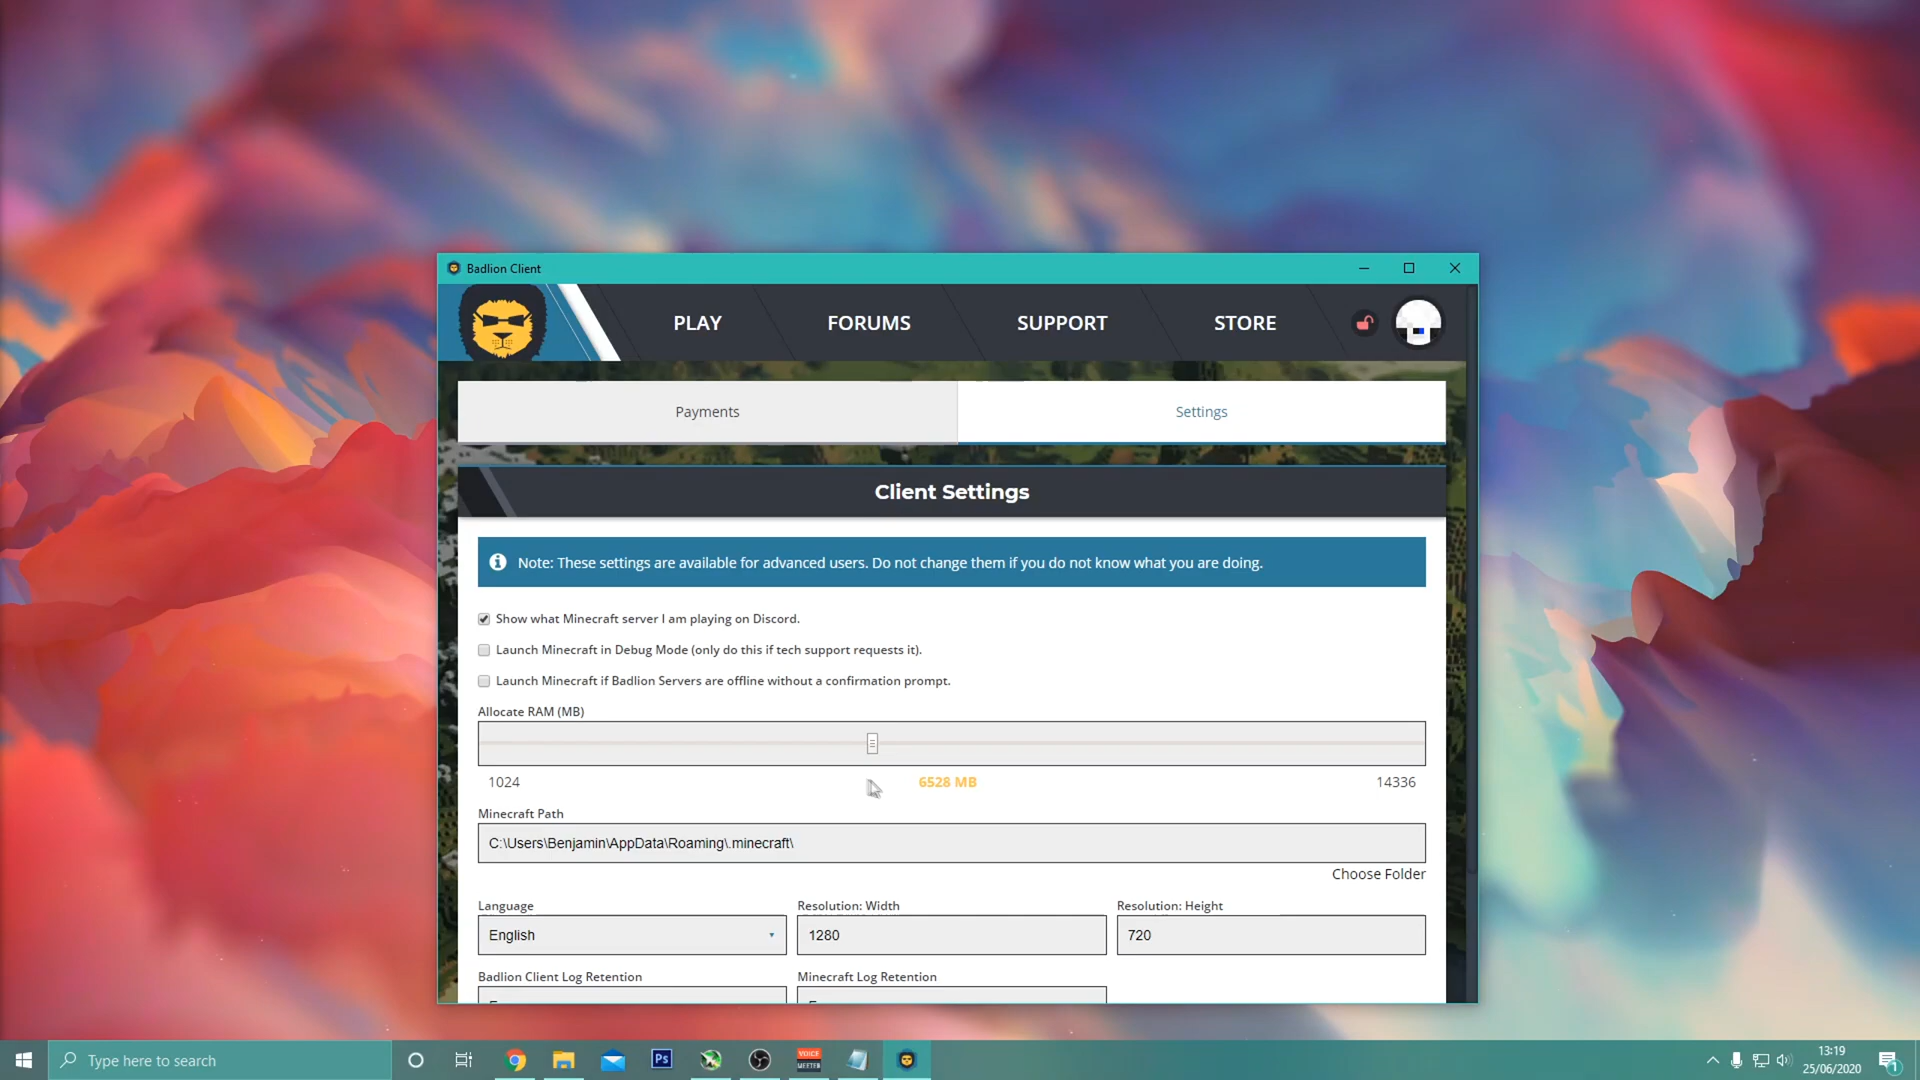 Badlion Client
PLAY
FORUMS
SUPPORT
STORE
Payments
Settings
Client Settings
Note: These settings are available for advanced users. Do not change them if you do not know what you are doing.
Show what Minecraft server I am playing on Discord.
Launch Minecraft in Debug Mode (only do this if tech support requests it).
Launch Minecraft if Badlion Servers are offline without a confirmation prompt.
Allocate RAM (MB)
1024
6528 MB
14336
Minecraft Path
C:\Users\Benjamin\AppData\Roaming\.minecraft\
Choose Folder
Language
Resolution: Width
Resolution: Height
English
1280
720
Badlion Client Log Retention
Minecraft Log Retention
Type here to search
Ps
VOICE
MEETER
13:19
25/06/2020
1